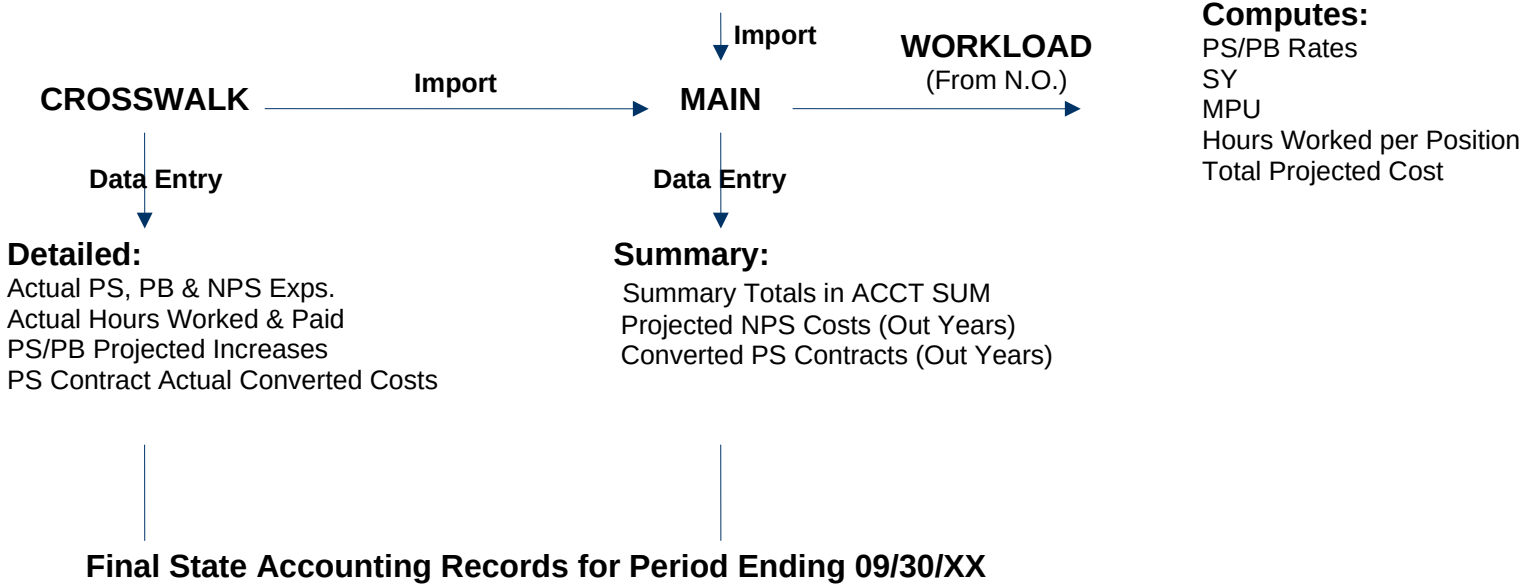 Import
WORKLOAD
(From N.O.)
Computes:
PS/PB Rates
SY
MPU
Hours Worked per Position
Total Projected Cost
CROSSWALK
Import
MAIN
Data Entry
Data Entry
Detailed:
Actual PS, PB & NPS Exps.
Actual Hours Worked & Paid
PS/PB Projected Increases
PS Contract Actual Converted Costs
Summary:
Summary Totals in ACCT SUM
Projected NPS Costs (Out Years)
Converted PS Contracts (Out Years)
Final State Accounting Records for Period Ending 09/30/XX